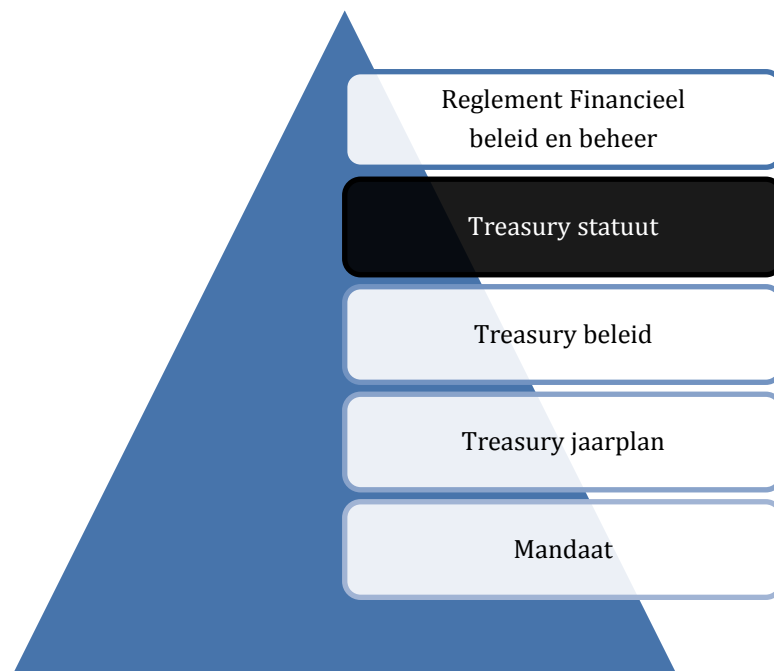 Reglement Financieel
beleid en beheer
Treasury statuut
Treasury beleid
Treasury jaarplan
Mandaat